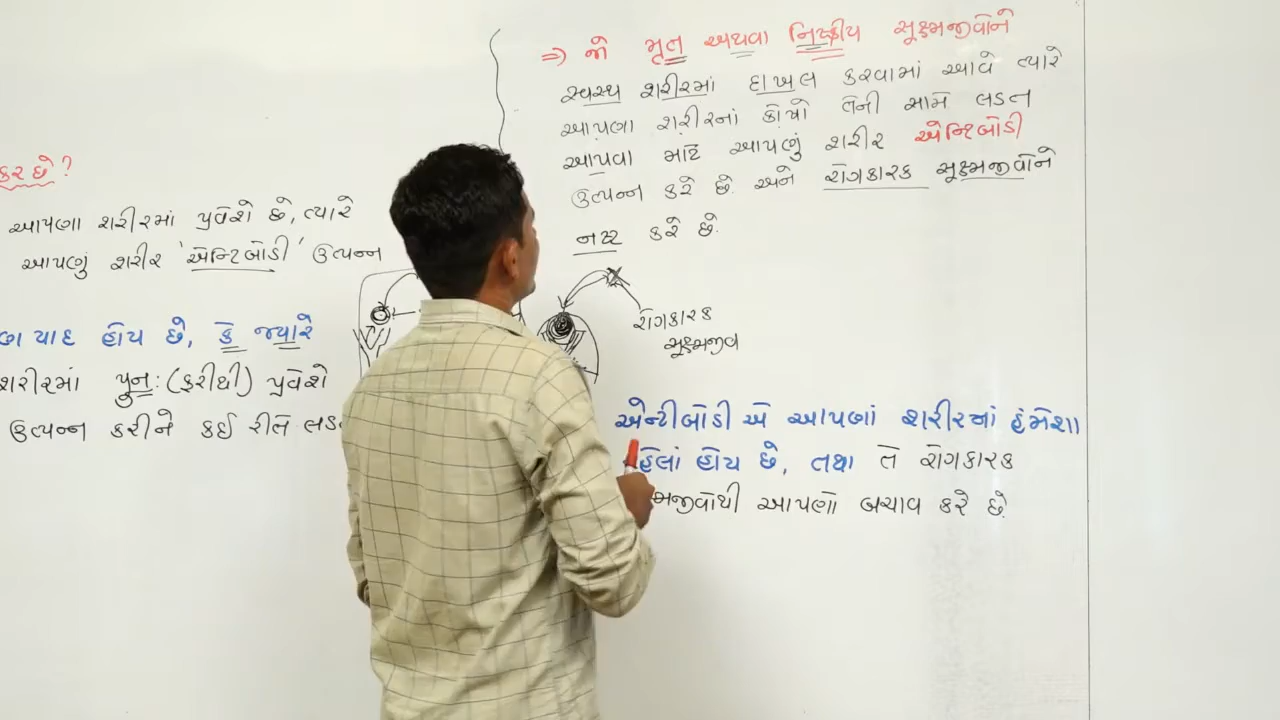 કરે છે?
આપણા શરીરમાં પ્રવેશે છે, ત્યારે
આપણું શરીર 'એન્ટિબોડી' ઉત્પન્ન
યાદ હોય છે, કે જ્યારે
શરીરમાં પુનઃ (ફરીથી) પ્રવેશે
ઉત્પન્ન કરીને કઈ રીતે
⇒ જો મૃત અથવા નિષ્ક્રીય સૂક્ષ્મજીવોને
સ્વસ્થ શરીરમાં દાખલ કરવામાં આવે ત્યારે
આપણા શરીરનાં કોષો તેની સામે લડત
આપવા માટે આપણું શરીર એન્ટિબોડી
ઉત્પન્ન કરે છે. અને રોગકારક સૂક્ષ્મજીવોને
નષ્ટ કરે છે.
રોગકારક
સૂક્ષ્મજીવ
એન્ટીબોડી એ આપણાં શરીરનાં હંમેશા
હોય છે, તથા તે રોગકારક
આપણો બચાવ કરે છે.